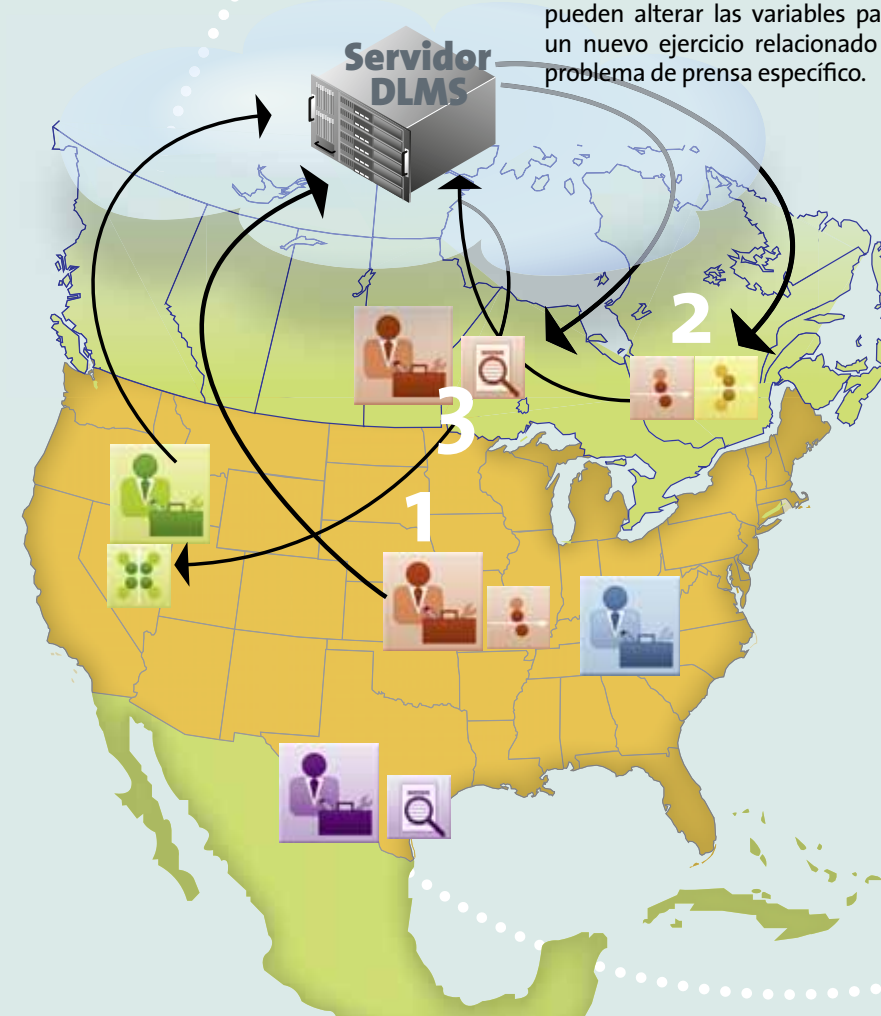 pueden alterar las variables pa
un nuevo ejercicio relacionado
problema de prensa específico.
Servidor
DLMS
2
3
1